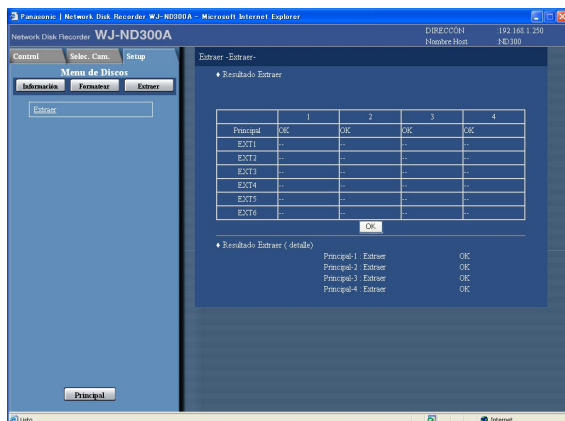 Panasonic | Network Disk Recorder WJ-ND300A - Microsoft Internet Explorer
Network Disk Recorder WJ-ND300A
DIRECCÓN :192.168.1.250
Nombre Host :ND300
Control Selec. Cam. Setup
Menu de Discos
Información Formatear Extraer
Extraer
Extraer -Extraer-
♦ Resultado Extraer
1 2 3 4
Principal OK OK OK OK
EXT1 -- -- -- --
EXT2 -- -- -- --
EXT3 -- -- -- --
EXT4 -- -- -- --
EXT5 -- -- -- --
EXT6 -- -- -- --
OK
♦ Resultado Extraer ( detalle)
Principal-1 : Extraer OK
Principal-2 : Extraer OK
Principal-3 : Extraer OK
Principal-4 : Extraer OK
Principal
Listo Internet